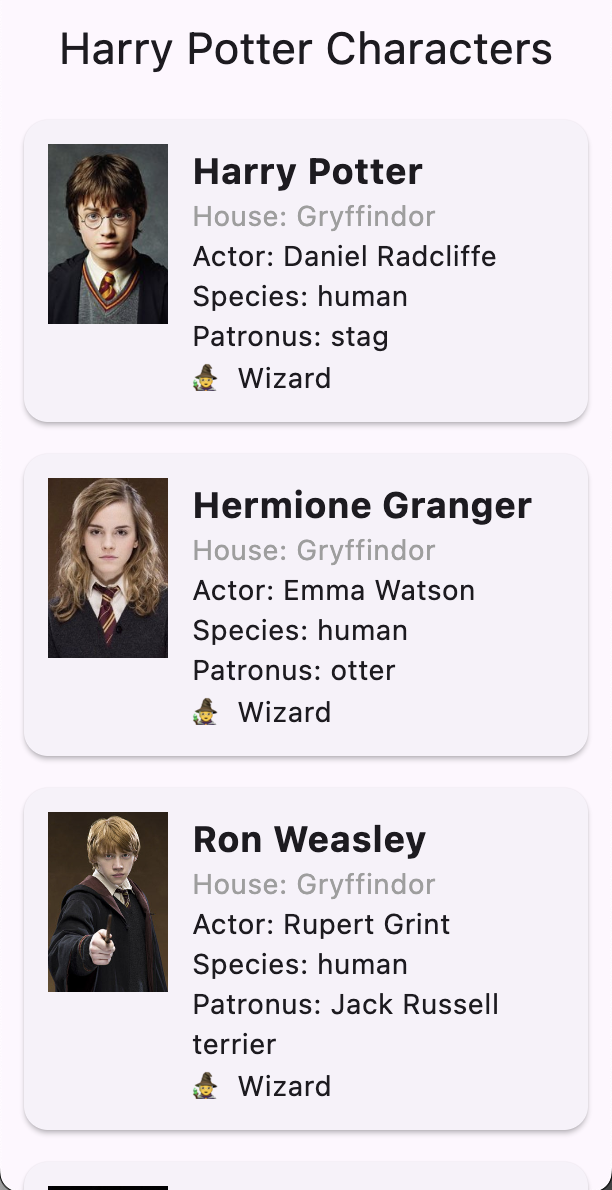 Harry Potter Characters
Harry Potter
House: Gryffindor
Actor: Daniel Radcliffe
Species: human
Patronus: stag
Wizard
Hermione Granger
House: Gryffindor
Actor: Emma Watson
Species: human
Patronus: otter
Wizard
Ron Weasley
House: Gryffindor
Actor: Rupert Grint
Species: human
Patronus: Jack Russell
terrier
Wizard